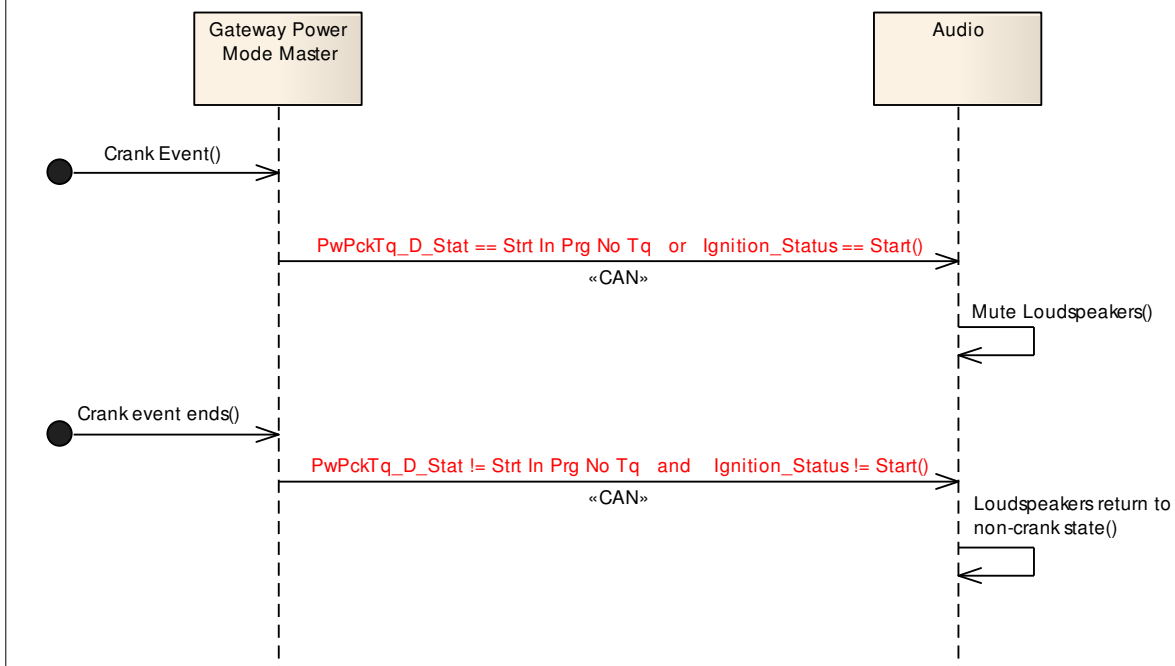 Gateway Power
Mode Master
Audio
Crank Event()
PwPckTq_D_Stat == Strt In Prg No Tq or Ignition_Status == Start()
«CAN»
Mute Loudspeakers()
Crank event ends()
PwPckTq_D_Stat != Strt In Prg No Tq and Ignition_Status != Start()
«CAN»
Loudspeakers return to
non-crank state()